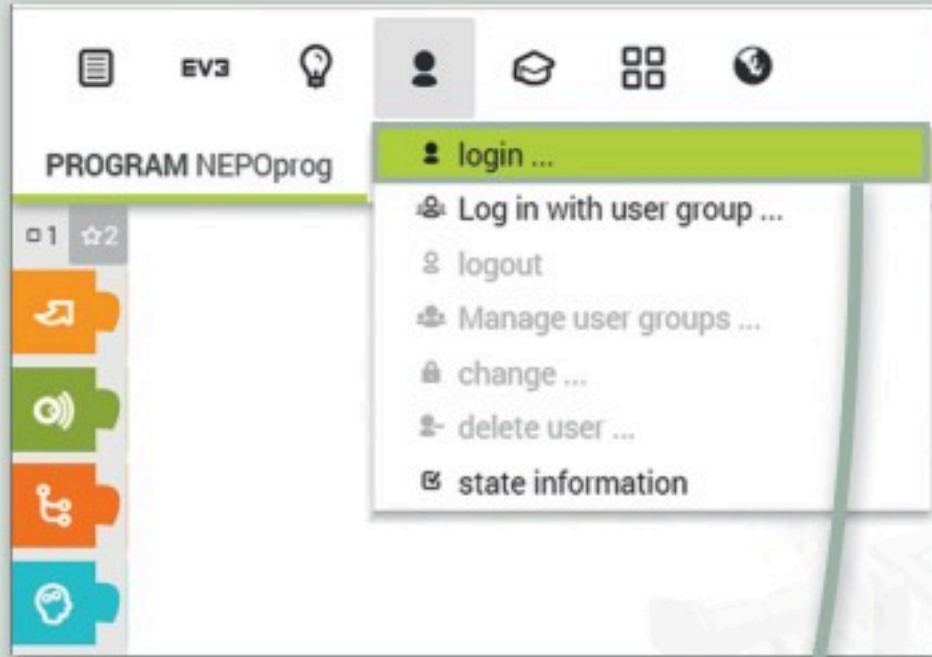 EV3
PROGRAM NEPOprog
1 2
login ...
Log in with user group ...
logout
Manage user groups ...
change ...
delete user ...
state information